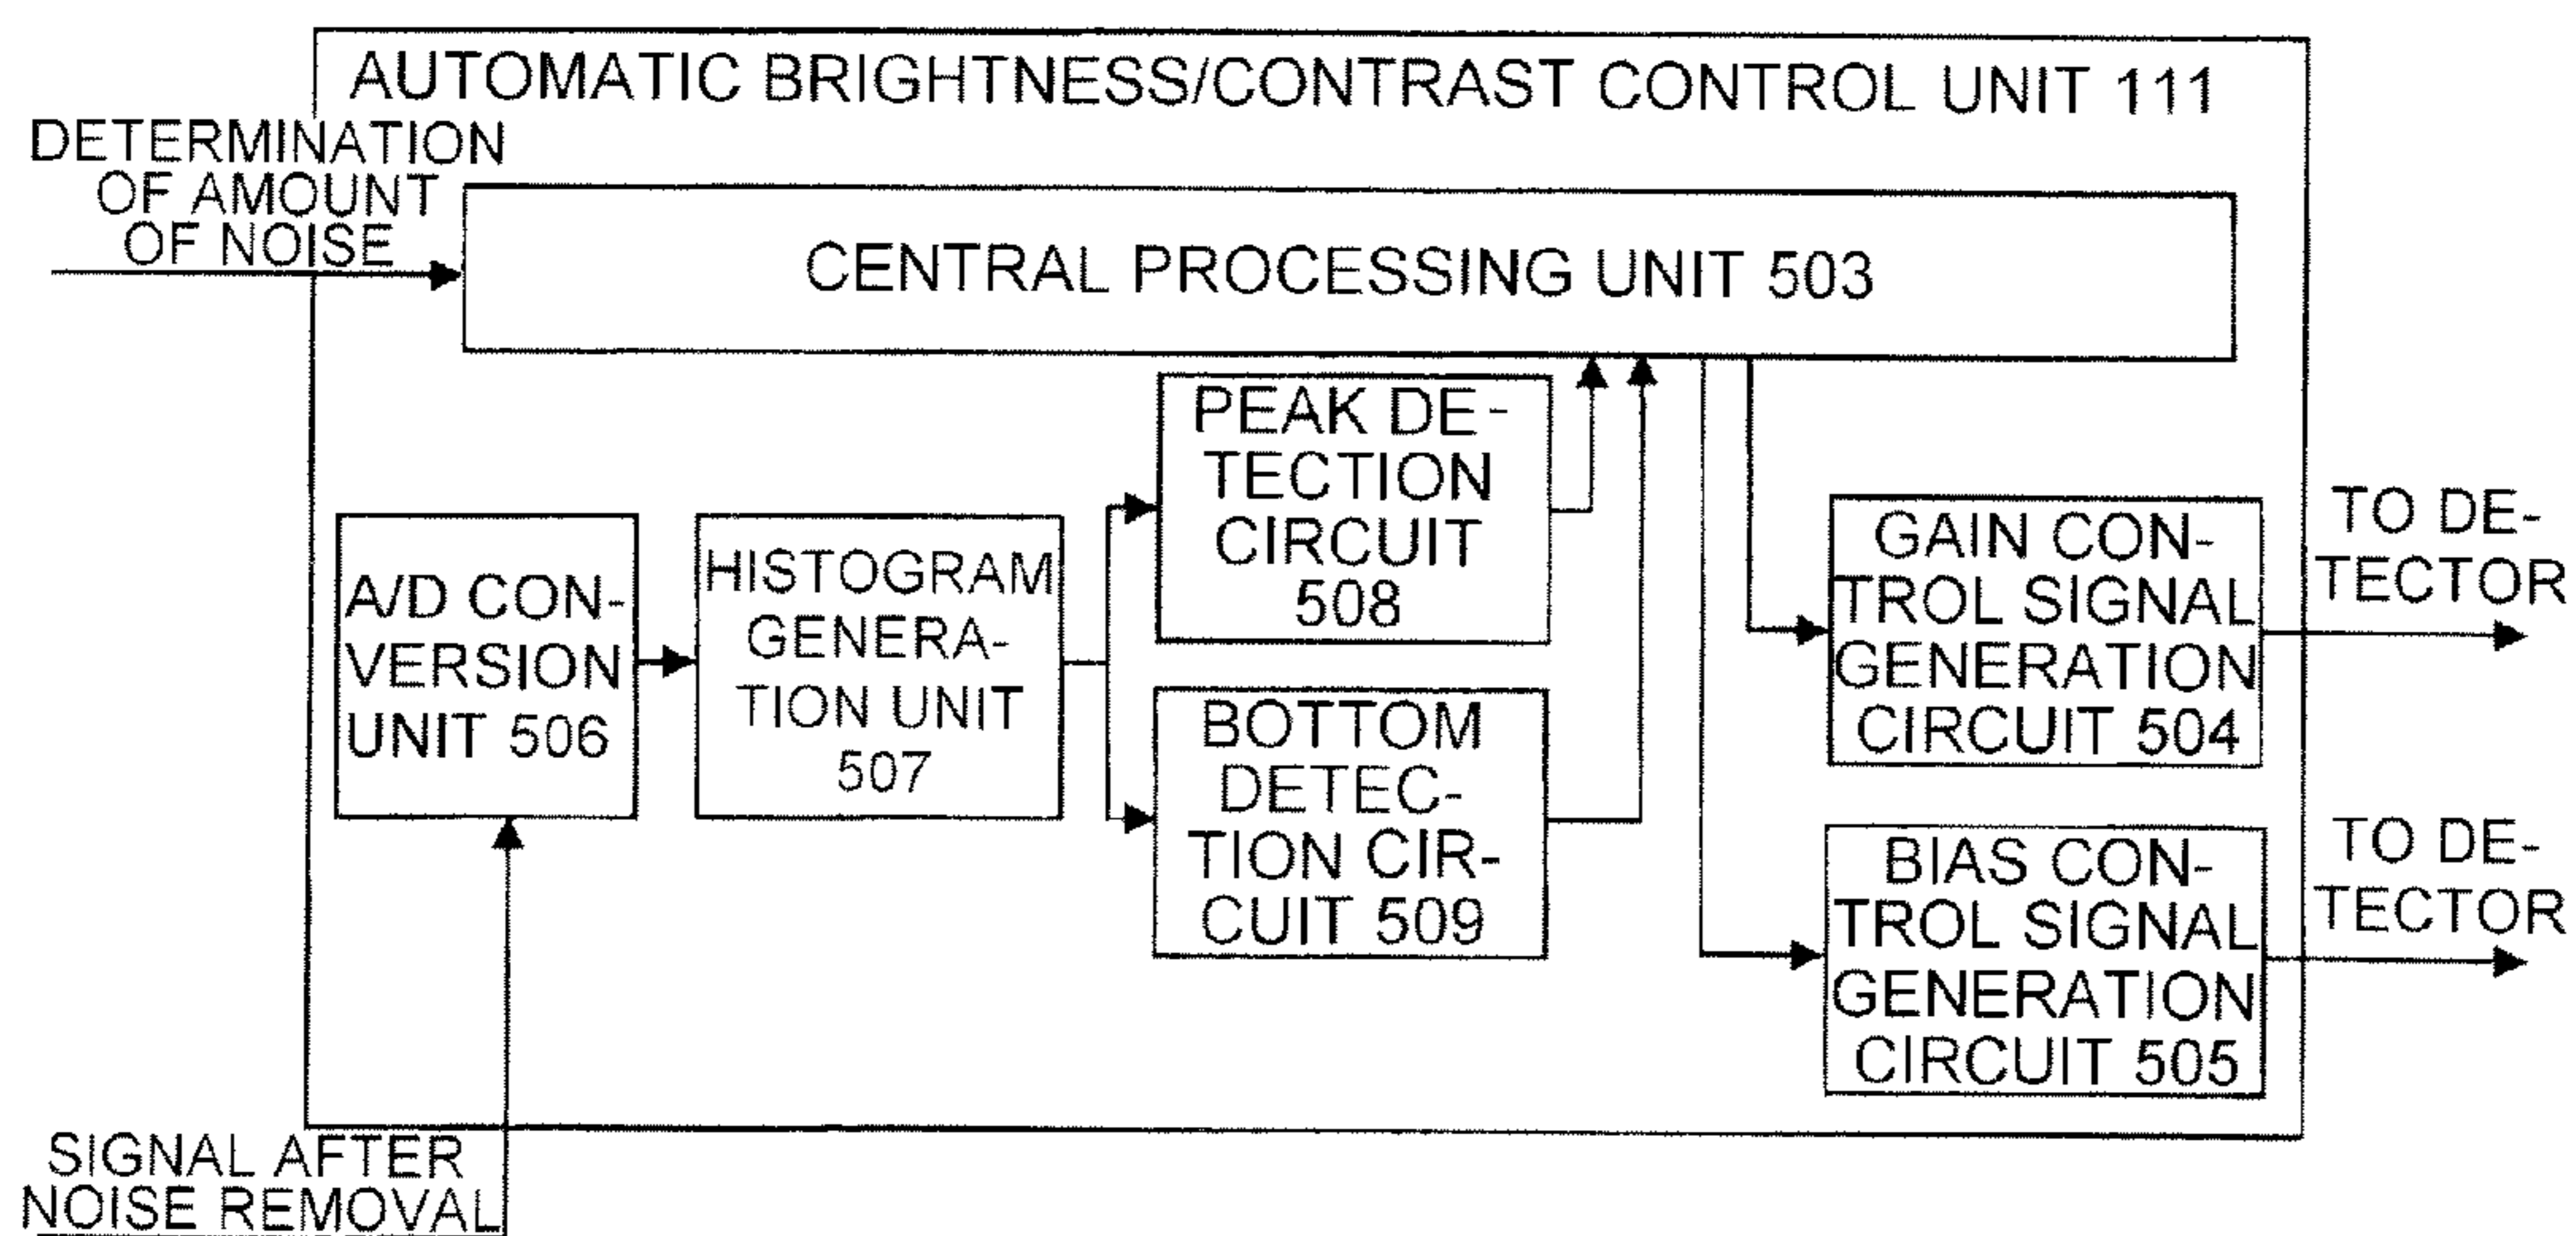 AUTOMATIC BRIGHTNESS/CONTRAST CONTROL UNIT 111
DETERMINATION
OF AMOUNT
OF NOISE
CENTRAL PROCESSING UNIT 503
A/D CON-
VERSION
UNIT 506
HISTOGRAM
GENERA-
TION UNIT
507
PEAK DE-
TECTION
CIRCUIT
508
BOTTOM
DETEC-
TION CIR-
CUIT 509
GAIN CON-
TROL SIGNAL
GENERATION
CIRCUIT 504
TO DE-
TECTOR
BIAS CON-
TROL SIGNAL
GENERATION
CIRCUIT 505
TO DE-
TECTOR
SIGNAL AFTER
NOISE REMOVAL